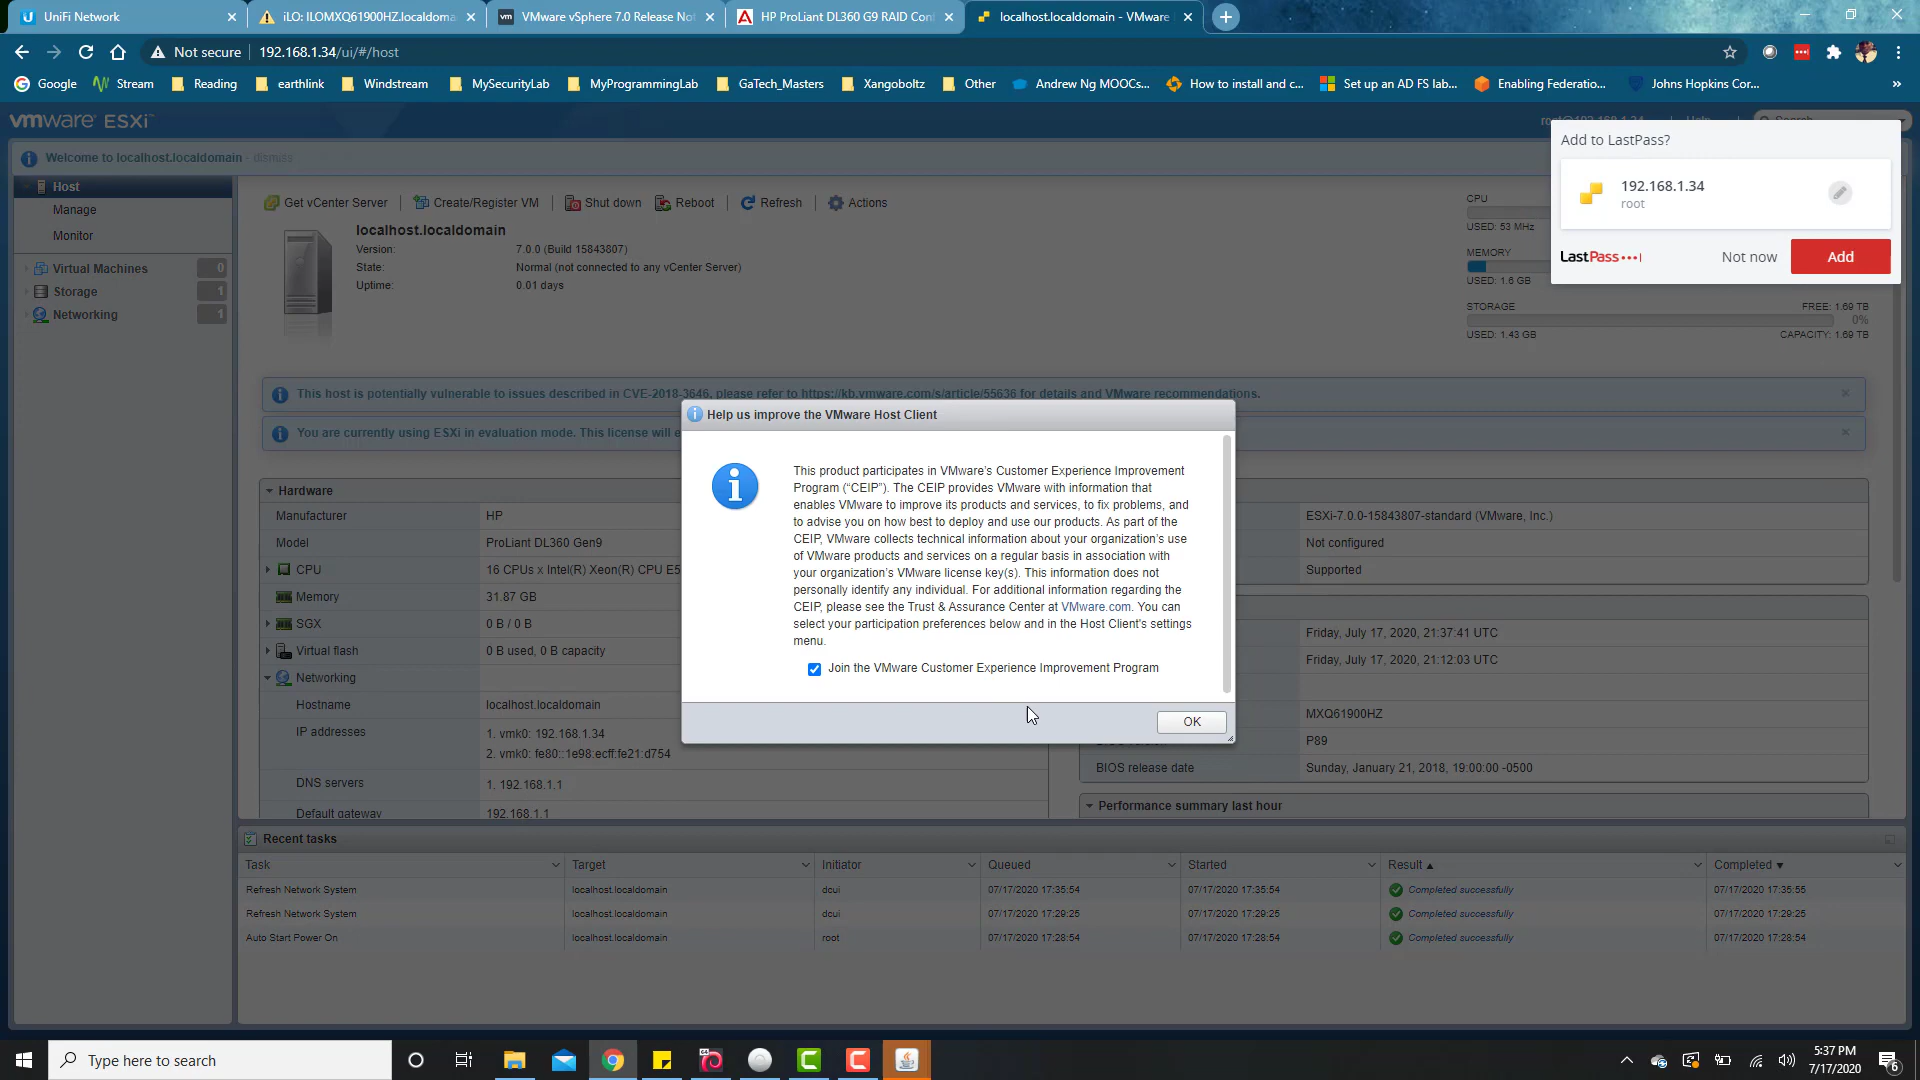 UniFi Network
iLO: ILOMXQ61900HZ.localdoma
VMware vSphere 7.0 Release Not
HP ProLiant DL360 G9 RAID Con
localhost.localdomain - VMware
Not secure
192.168.1.34/ui/#/host
Google
Stream
Reading
earthlink
Windstream
MySecurityLab
MyProgrammingLab
GaTech_Masters
Xangoboltz
Other
Andrew Ng MOOCs...
How to install and c...
Set up an AD FS lab...
Enabling Federatio...
Johns Hopkins Cor...
vmware ESXi
Welcome to localhost.localdomain - dismiss
Add to LastPass?
192.168.1.34
root
LastPass
Not now
Add
Host
Manage
Monitor
Virtual Machines 0
Storage 1
Networking 1
Get vCenter Server
Create/Register VM
Shut down
Reboot
Refresh
Actions
localhost.localdomain
Version: 7.0.0 (Build 15843807)
State: Normal (not connected to any vCenter Server)
Uptime: 0.01 days
CPU
USED: 53 MHz
MEMORY
USED: 1.6 GB
STORAGE FREE: 1.69 TB
0%
USED: 1.43 GB CAPACITY: 1.69 TB
This host is potentially vulnerable to issues described in CVE-2018-3646, please refer to https://kb.vmware.com/s/article/55636 for details and VMware recommendations.
You are currently using ESXi in evaluation mode. This license will e
Help us improve the VMware Host Client
This product participates in VMware's Customer Experience Improvement
Program ("CEIP"). The CEIP provides VMware with information that
enables VMware to improve its products and services, to fix problems, and
to advise you on how best to deploy and use our products. As part of the
CEIP, VMware collects technical information about your organization's use
of VMware products and services on a regular basis in association with
your organization's VMware license key(s). This information does not
personally identify any individual. For additional information regarding the
CEIP, please see the Trust & Assurance Center at VMware.com. You can
select your participation preferences below and in the Host Client's settings
menu.
Join the VMware Customer Experience Improvement Program
OK
Hardware
Manufacturer HP
Model ProLiant DL360 Gen9
CPU 16 CPUs x Intel(R) Xeon(R) CPU E5
Memory 31.87 GB
SGX 0 B / 0 B
Virtual flash 0 B used, 0 B capacity
Networking
Hostname localhost.localdomain
IP addresses 1. vmk0: 192.168.1.34
2. vmk0: fe80::1e98:ecff:fe21:d754
DNS servers 1. 192.168.1.1
Default gateway 192.168.1.1
ESXi-7.0.0-15843807-standard (VMware, Inc.)
Not configured
Supported
Friday, July 17, 2020, 21:37:41 UTC
Friday, July 17, 2020, 21:12:03 UTC
MXQ61900HZ
P89
BIOS release date Sunday, January 21, 2018, 19:00:00 -0500
Performance summary last hour
Recent tasks
Task Target Initiator Queued Started Result Completed
Refresh Network System localhost.localdomain dcui 07/17/2020 17:35:54 07/17/2020 17:35:54 Completed successfully 07/17/2020 17:35:55
Refresh Network System localhost.localdomain dcui 07/17/2020 17:29:25 07/17/2020 17:29:25 Completed successfully 07/17/2020 17:29:25
Auto Start Power On localhost.localdomain root 07/17/2020 17:28:54 07/17/2020 17:28:54 Completed successfully 07/17/2020 17:28:54
Type here to search
5:37 PM
7/17/2020
6